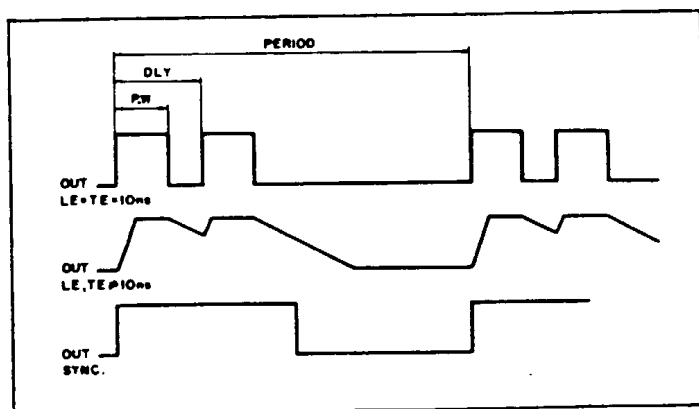 PERIOD
DLY
P.W
OUT
LE=TE=10ns
OUT
LE,TE≠10ns
OUT
SYNC.